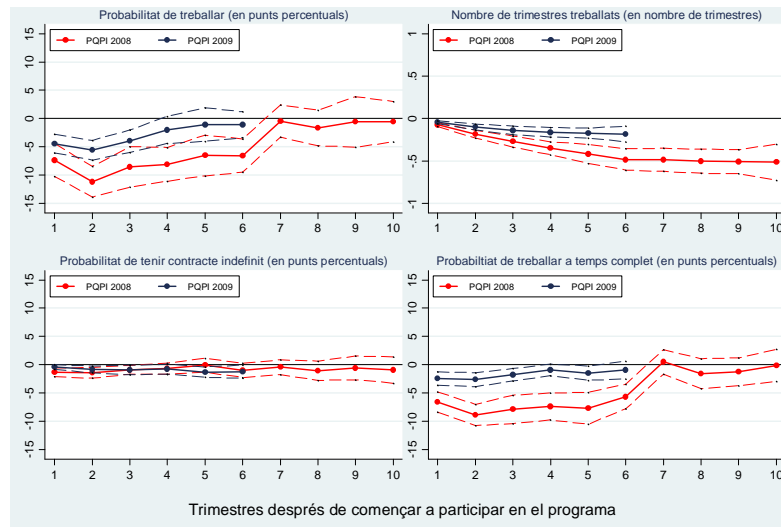 Probabilitat de treballar (en punts percentuals)
PQPI 2008 PQPI 2009
15
10
5
0
-5
-10
-15
1 2 3 4 5 6 7 8 9 10
Nombre de trimestres treballats (en nombre de trimestres)
PQPI 2008 PQPI 2009
1
.5
0
-.5
-1
1 2 3 4 5 6 7 8 9 10
Probabilitat de tenir contracte indefinit (en punts percentuals)
PQPI 2008 PQPI 2009
15
10
5
0
-5
-10
-15
1 2 3 4 5 6 7 8 9 10
Probabiltiat de treballar a temps complet (en punts percentuals)
PQPI 2008 PQPI 2009
15
10
5
0
-5
-10
-15
1 2 3 4 5 6 7 8 9 10
Trimestres després de començar a participar en el programa